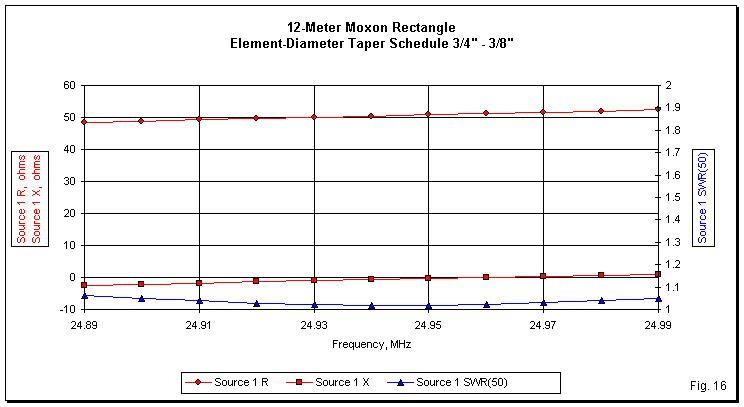 12-Meter Moxon Rectangle
Element-Diameter Taper Schedule 3/4" - 3/8"
60
50
40
30
20
10
0
-10
2
1.9
1.8
1.7
1.6
1.5
1.4
1.3
1.2
1.1
1
Source 1 R, ohms
Source 1 X, ohms
Source 1 SWR(50)
24.89
24.91
24.93
24.95
24.97
24.99
Frequency, MHz
Source 1 R
Source 1 X
Source 1 SWR(50)
Fig. 16